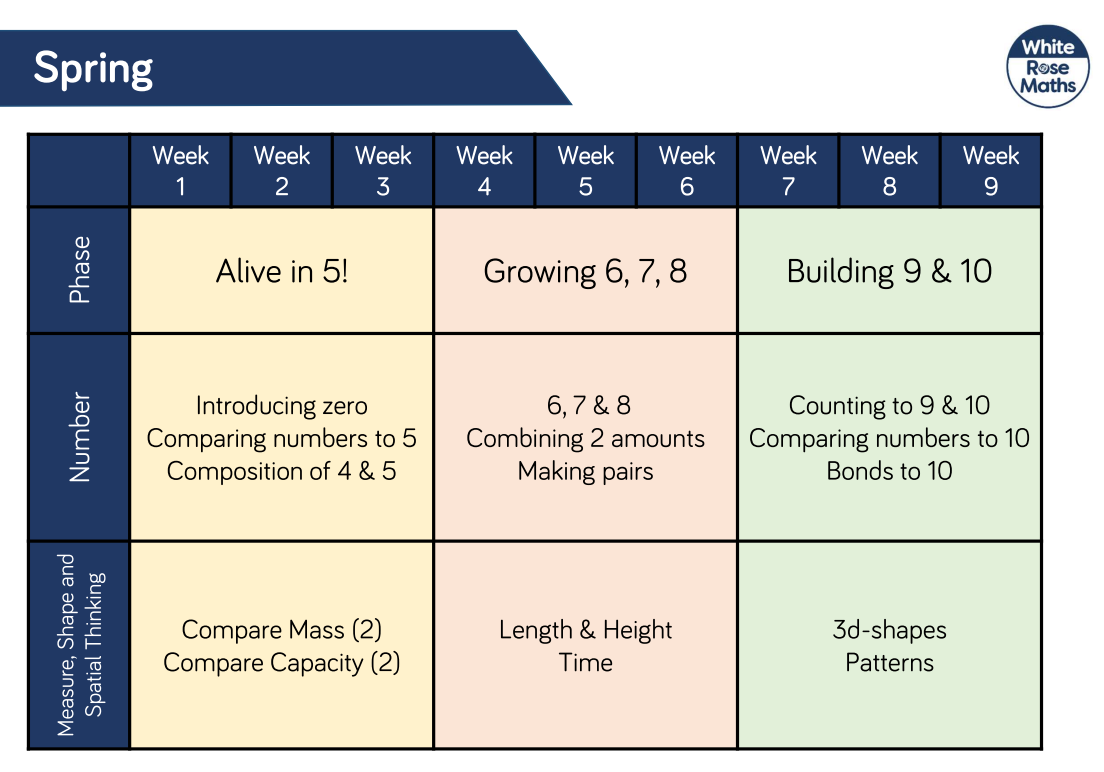 Spring
White
Rose
Maths
Week
1
Week
2
Week
3
Week
4
Week
5
Week
6
Week
7
Week
8
Week
9
Phase
Alive in 5!
Growing 6, 7, 8
Building 9 & 10
Number
Introducing zero
Comparing numbers to 5
Composition of 4 & 5
6, 7 & 8
Combining 2 amounts
Making pairs
Counting to 9 & 10
Comparing numbers to 10
Bonds to 10
Measure, Shape and
Spatial Thinking
Compare Mass (2)
Compare Capacity (2)
Length & Height
Time
3d-shapes
Patterns